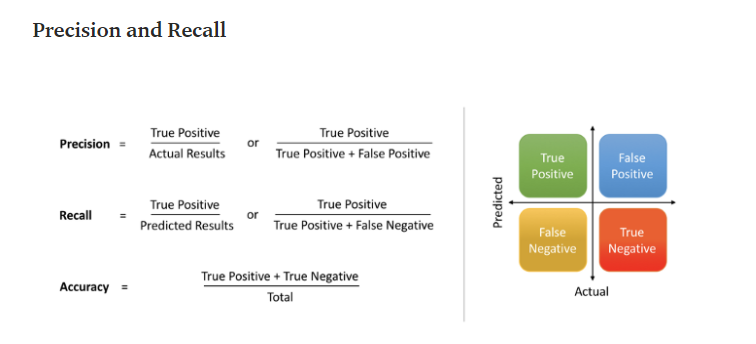 Precision and Recall
Precision = True Positive
Actual Results
or
True Positive
True Positive + False Positive
Recall = True Positive
Predicted Results
or
True Positive
True Positive + False Negative
Accuracy = True Positive + True Negative
Total
Predicted
True
Positive
False
Positive
False
Negative
True
Negative
Actual